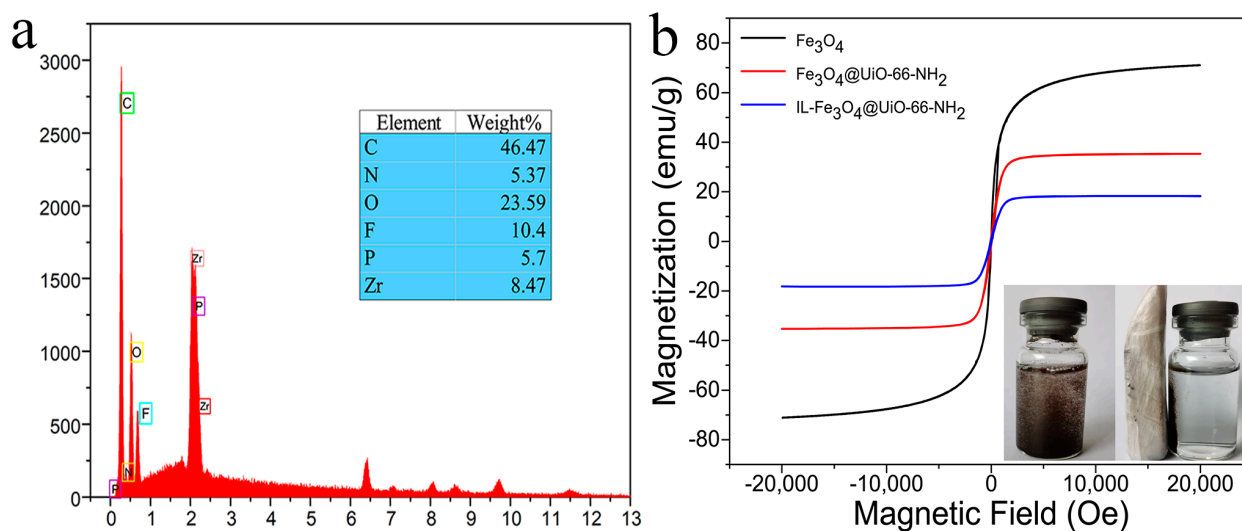 a
3000
2500
2000
1500
1000
500
0
C
O
F
N
P
Zr
P
Zr
Element Weight%
C 46.47
N 5.37
O 23.59
F 10.4
P 5.7
Zr 8.47
0 1 2 3 4 5 6 7 8 9 10 11 12 13
b
Magnetization (emu/g)
80
60
40
20
0
-20
-40
-60
-80
Fe₃O₄
Fe₃O₄@UiO-66-NH₂
IL-Fe₃O₄@UiO-66-NH₂
-20,000 -10,000 0 10,000 20,000
Magnetic Field (Oe)